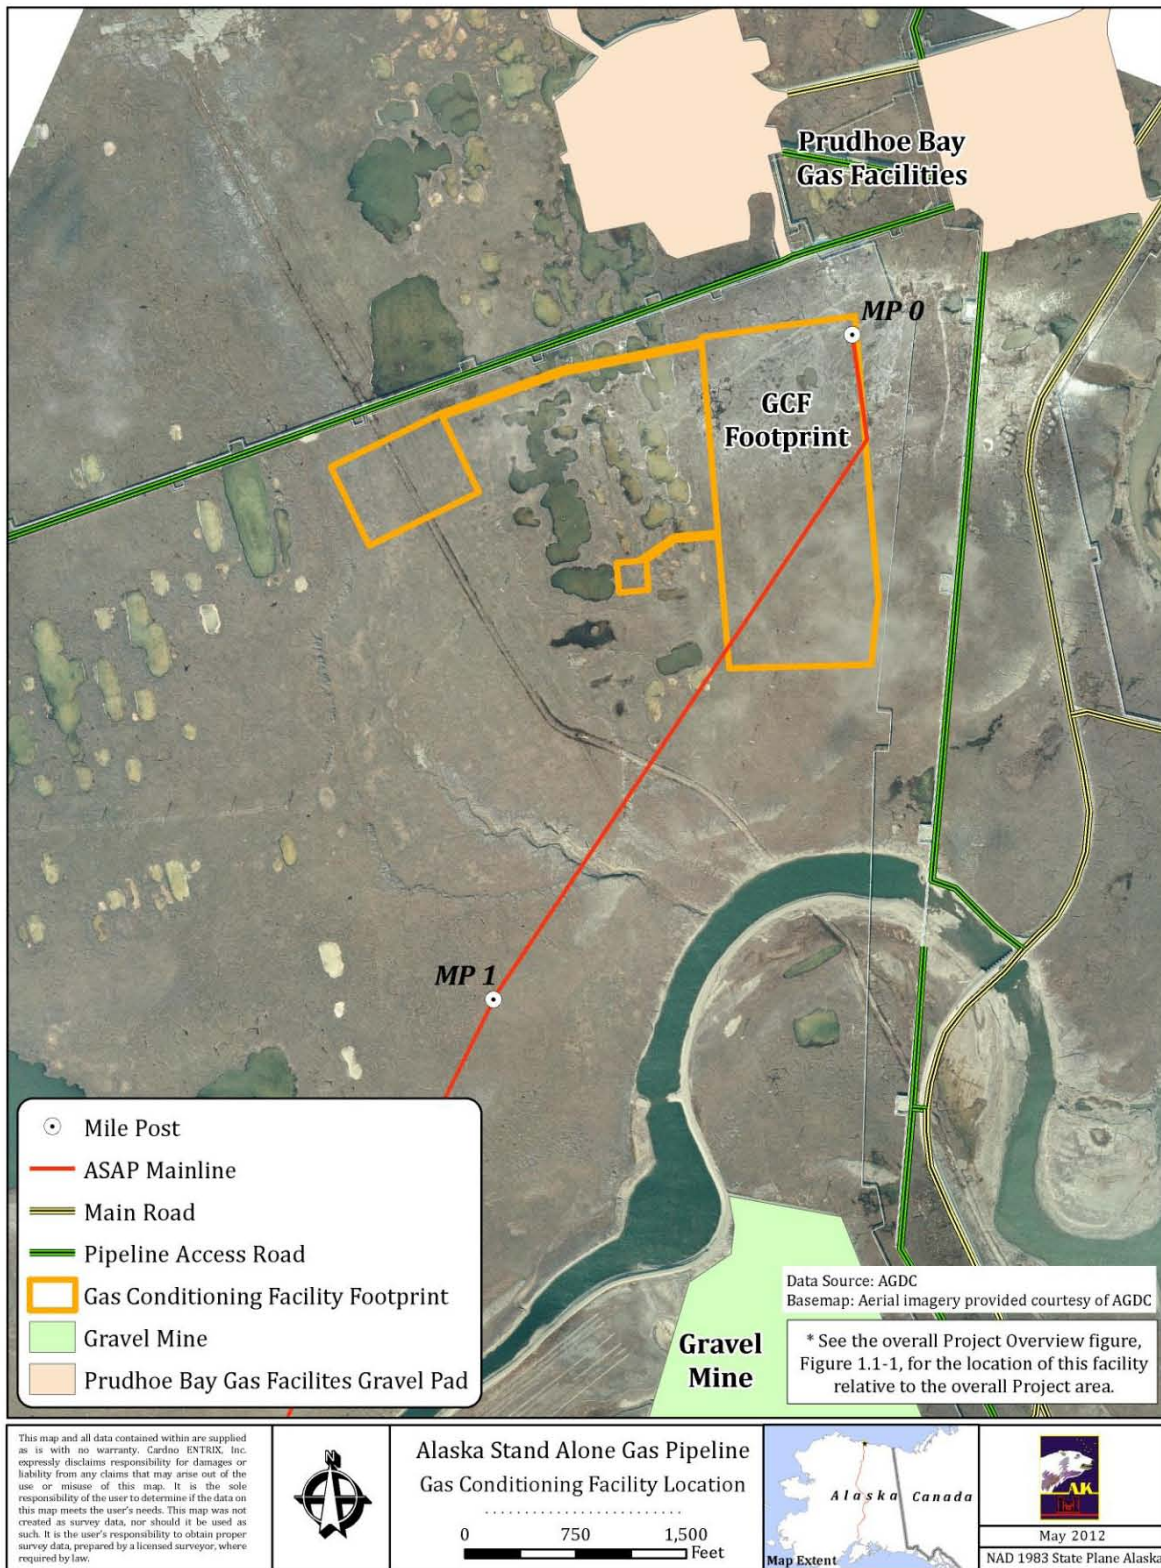 Prudhoe Bay
Gas Facilities
MP 0
GCF
Footprint
MP 1
Mile Post
ASAP Mainline
Main Road
Pipeline Access Road
Gas Conditioning Facility Footprint
Gravel Mine
Prudhoe Bay Gas Facilites Gravel Pad
Gravel
Mine
Data Source: AGDC
Basemap: Aerial imagery provided courtesy of AGDC
* See the overall Project Overview figure,
Figure 1.1-1, for the location of this facility
relative to the overall Project area.
This map and all data contained within are supplied
as is with no warranty. Cardno ENTRIX, Inc.
expressly disclaims responsibility for damages or
liability from any claims that may arise out of the
use or misuse of this map. It is the sole
responsibility of the user to determine if the data on
this map meets the user's needs. This map was not
created as survey data, nor should it be used as
such. It is the user's responsibility to obtain proper
survey data, prepared by a licensed surveyor, where
required by law.
N
Alaska Stand Alone Gas Pipeline
Gas Conditioning Facility Location
0 750 1,500
Feet
Alaska Canada
Map Extent
AK
May 2012
NAD 1983 State Plane Alaska